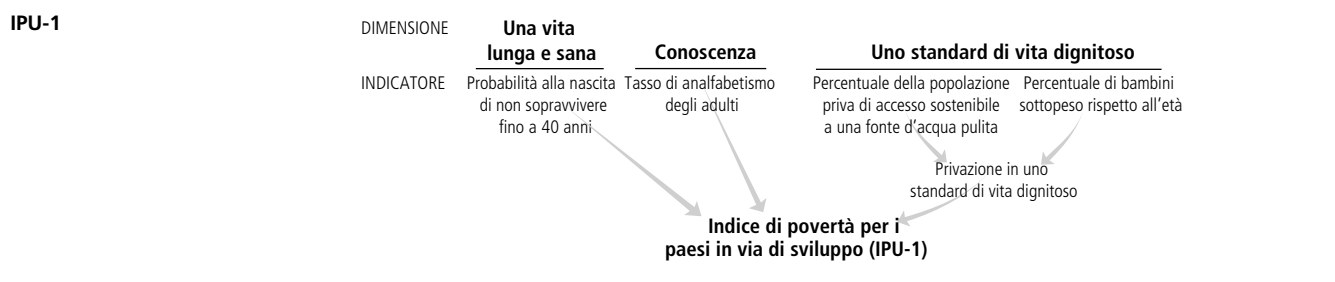 IPU-1
DIMENSIONE
Una vita
lunga e sana
Conoscenza
Uno standard di vita dignitoso
INDICATORE
Probabilità alla nascita
di non sopravvivere
fino a 40 anni
Tasso di analfabetismo
degli adulti
Percentuale della popolazione
priva di accesso sostenibile
a una fonte d'acqua pulita
Percentuale di bambini
sottopeso rispetto all'età
Privazione in uno
standard di vita dignitoso
Indice di povertà per i
paesi in via di sviluppo (IPU-1)